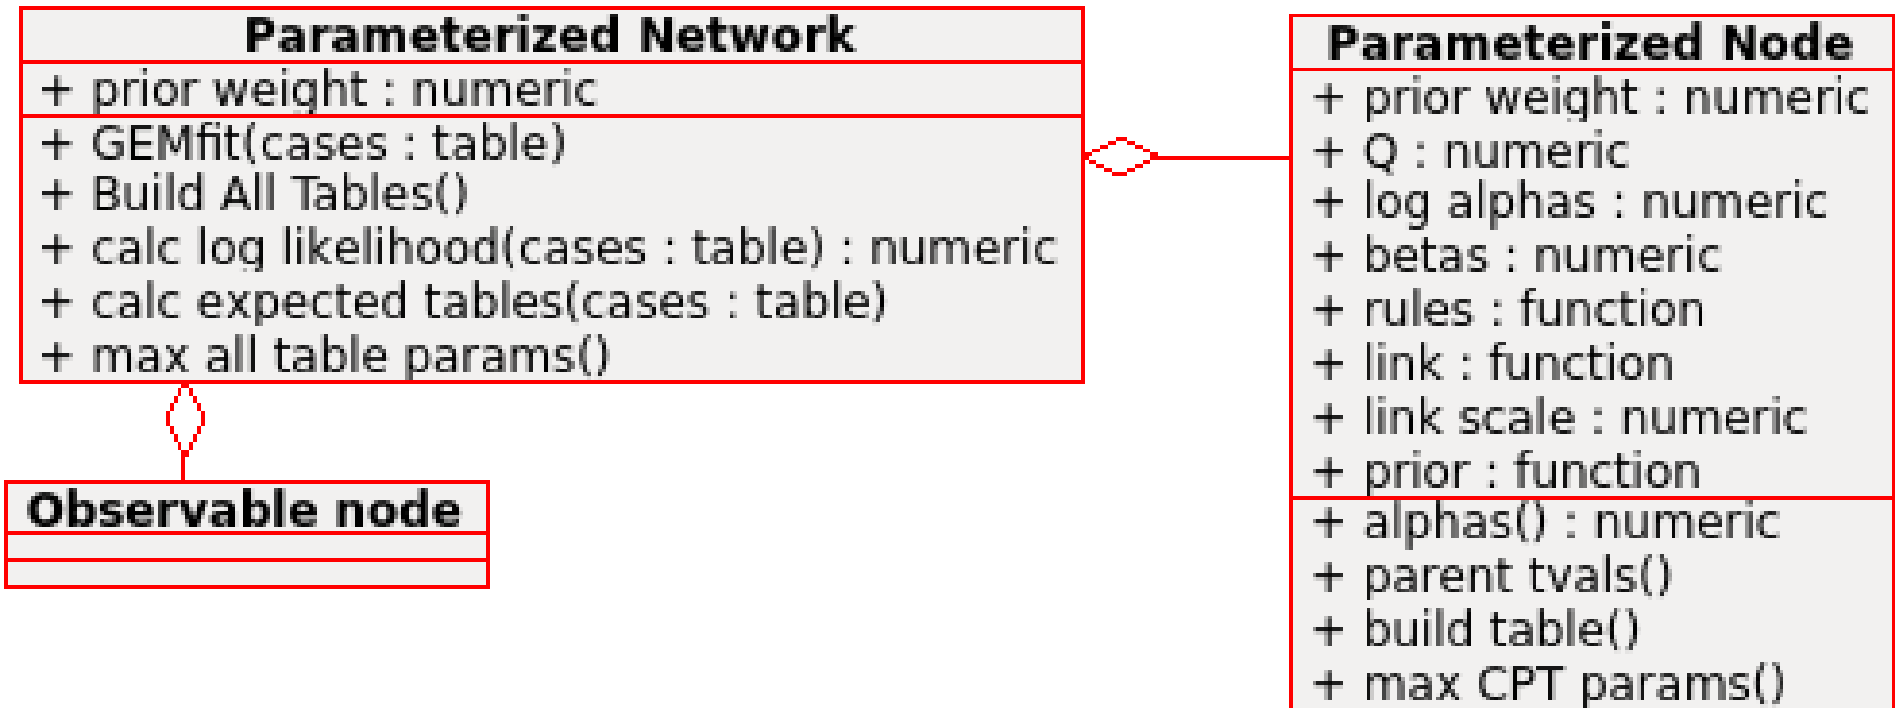 Parameterized Network
+ prior weight : numeric
+ GEMfit(cases : table)
+ Build All Tables()
+ calc log likelihood(cases : table) : numeric
+ calc expected tables(cases : table)
+ max all table params()
Observable node
Parameterized Node
+ prior weight : numeric
+ Q : numeric
+ log alphas : numeric
+ betas : numeric
+ rules : function
+ link : function
+ link scale : numeric
+ prior : function
+ alphas() : numeric
+ parent tvals()
+ build table()
+ max CPT params()